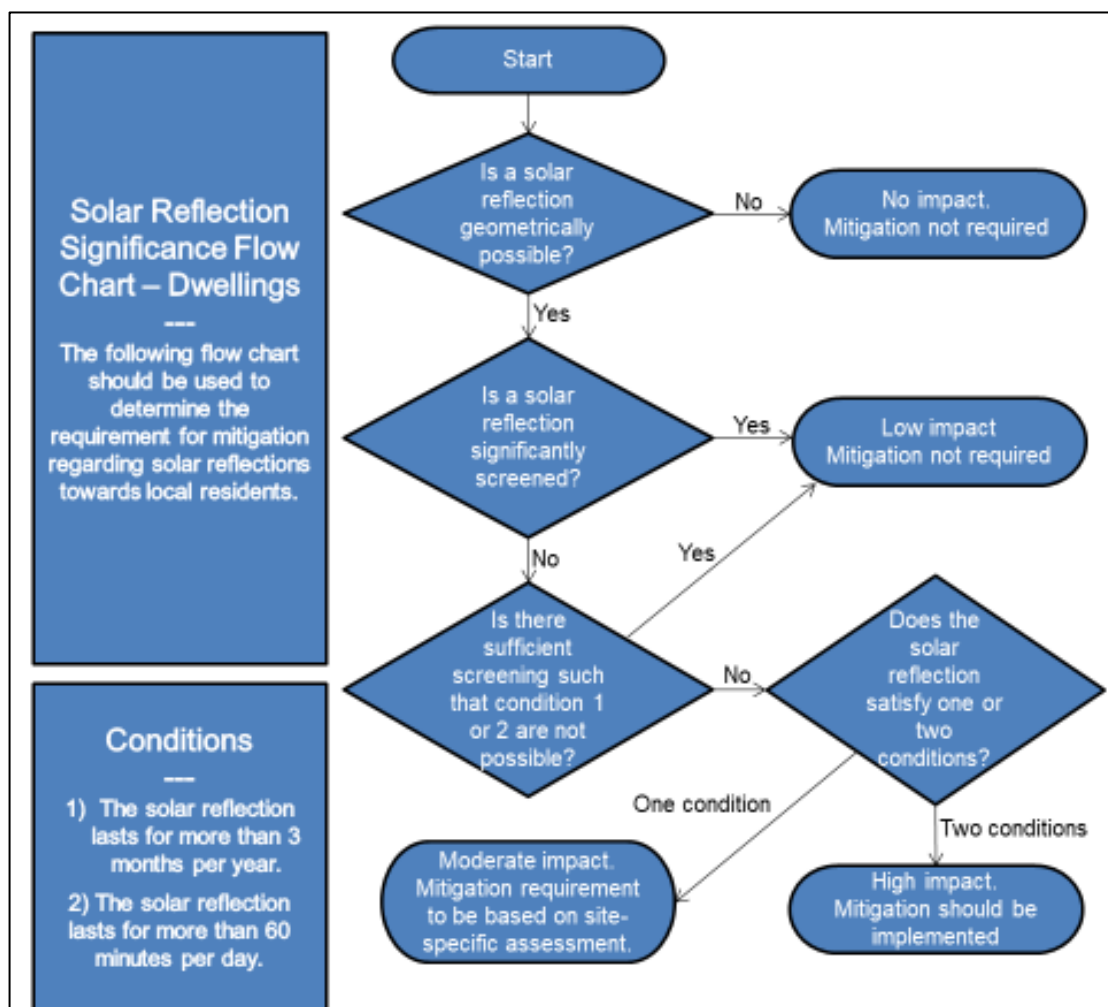 Solar Reflection
Significance Flow
Chart – Dwellings
---
The following flow chart
should be used to
determine the
requirement for mitigation
regarding solar reflections
towards local residents.
Conditions
---
1) The solar reflection
lasts for more than 3
months per year.
2) The solar reflection
lasts for more than 60
minutes per day.
Start
Is a solar
reflection
geometrically
possible?
No
No impact.
Mitigation not required
Yes
Is a solar
reflection
significantly
screened?
Yes
Low impact
Mitigation not required
No
Yes
Is there
sufficient
screening such
that condition 1
or 2 are not
possible?
No
Does the
solar
reflection
satisfy one or
two
conditions?
One condition
Two conditions
Moderate impact.
Mitigation requirement
to be based on site-
specific assessment.
High impact.
Mitigation should be
implemented